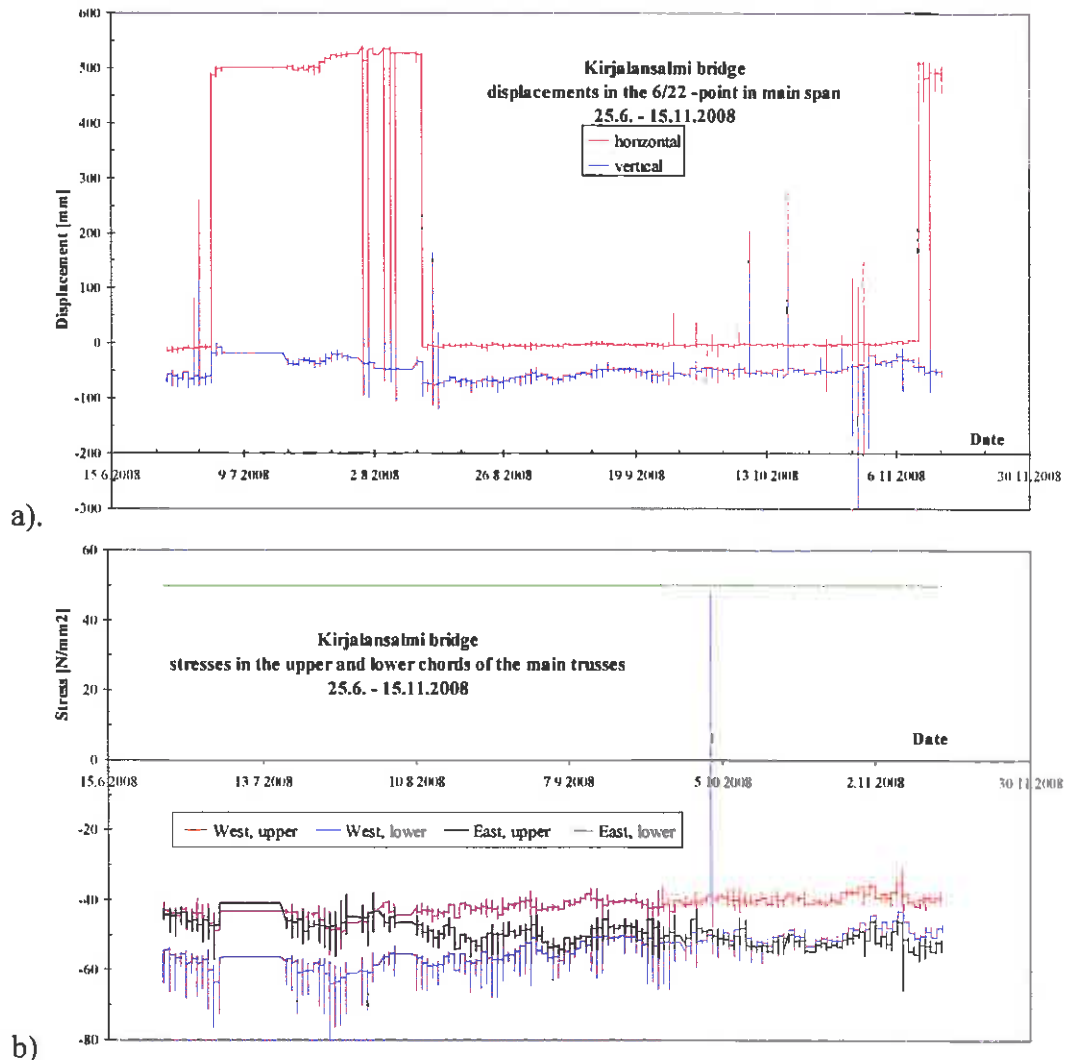 600
500
400
300
200
100
0
-100
-200
-300
Displacement [mm]
Kirjalansalmi bridge
displacements in the 6/22 -point in main span
25.6. - 15.11.2008
horizontal
vertical
Date
15.6.2008 9.7.2008 2.8.2008 26.8.2008 19.9.2008 13.10.2008 6.11.2008 30.11.2008
a).
60
40
20
0
-20
-40
-60
-80
Stress [N/mm2]
Kirjalansalmi bridge
stresses in the upper and lower chords of the main trusses
25.6. - 15.11.2008
Date
15.6.2008 13.7.2008 10.8.2008 7.9.2008 5.10.2008 2.11.2008 30.11.2008
West, upper West, lower East, upper East, lower
b)